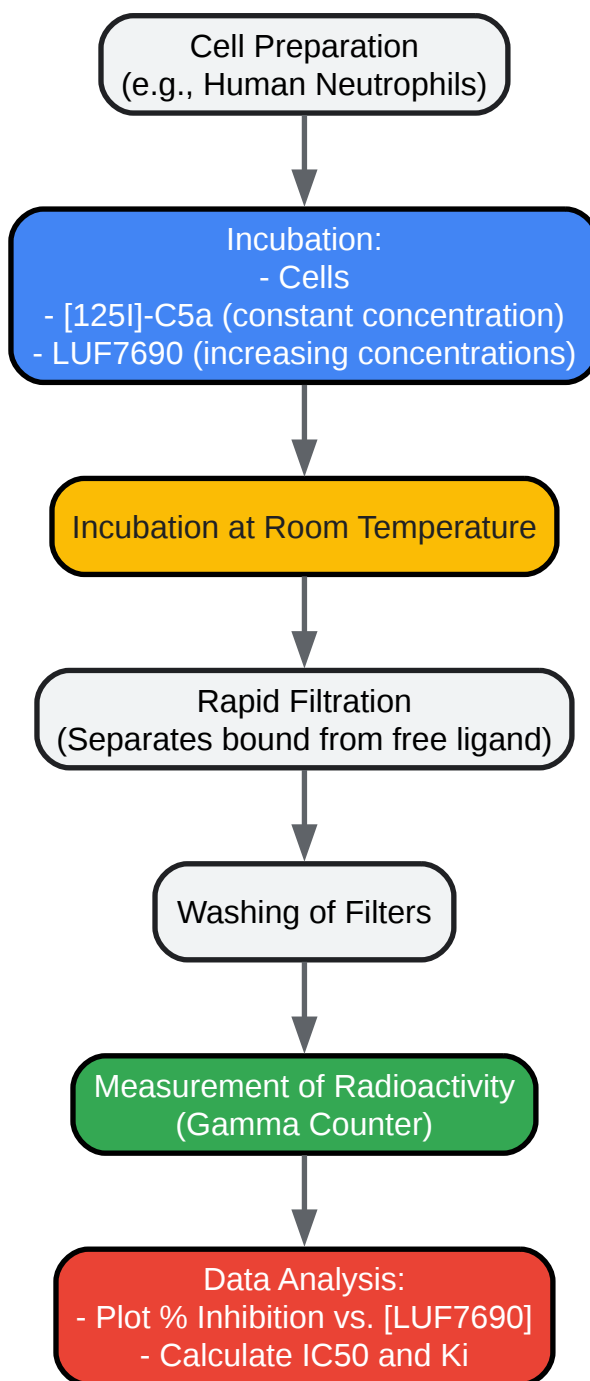 Cell Preparation
(e.g., Human Neutrophils)
Incubation:
- Cells
- [125I]-C5a (constant concentration)
- LUF7690 (increasing concentrations)
Incubation at Room Temperature
Rapid Filtration
(Separates bound from free ligand)
Washing of Filters
Measurement of Radioactivity
(Gamma Counter)
Data Analysis:
- Plot % Inhibition vs. [LUF7690]
- Calculate IC50 and Ki